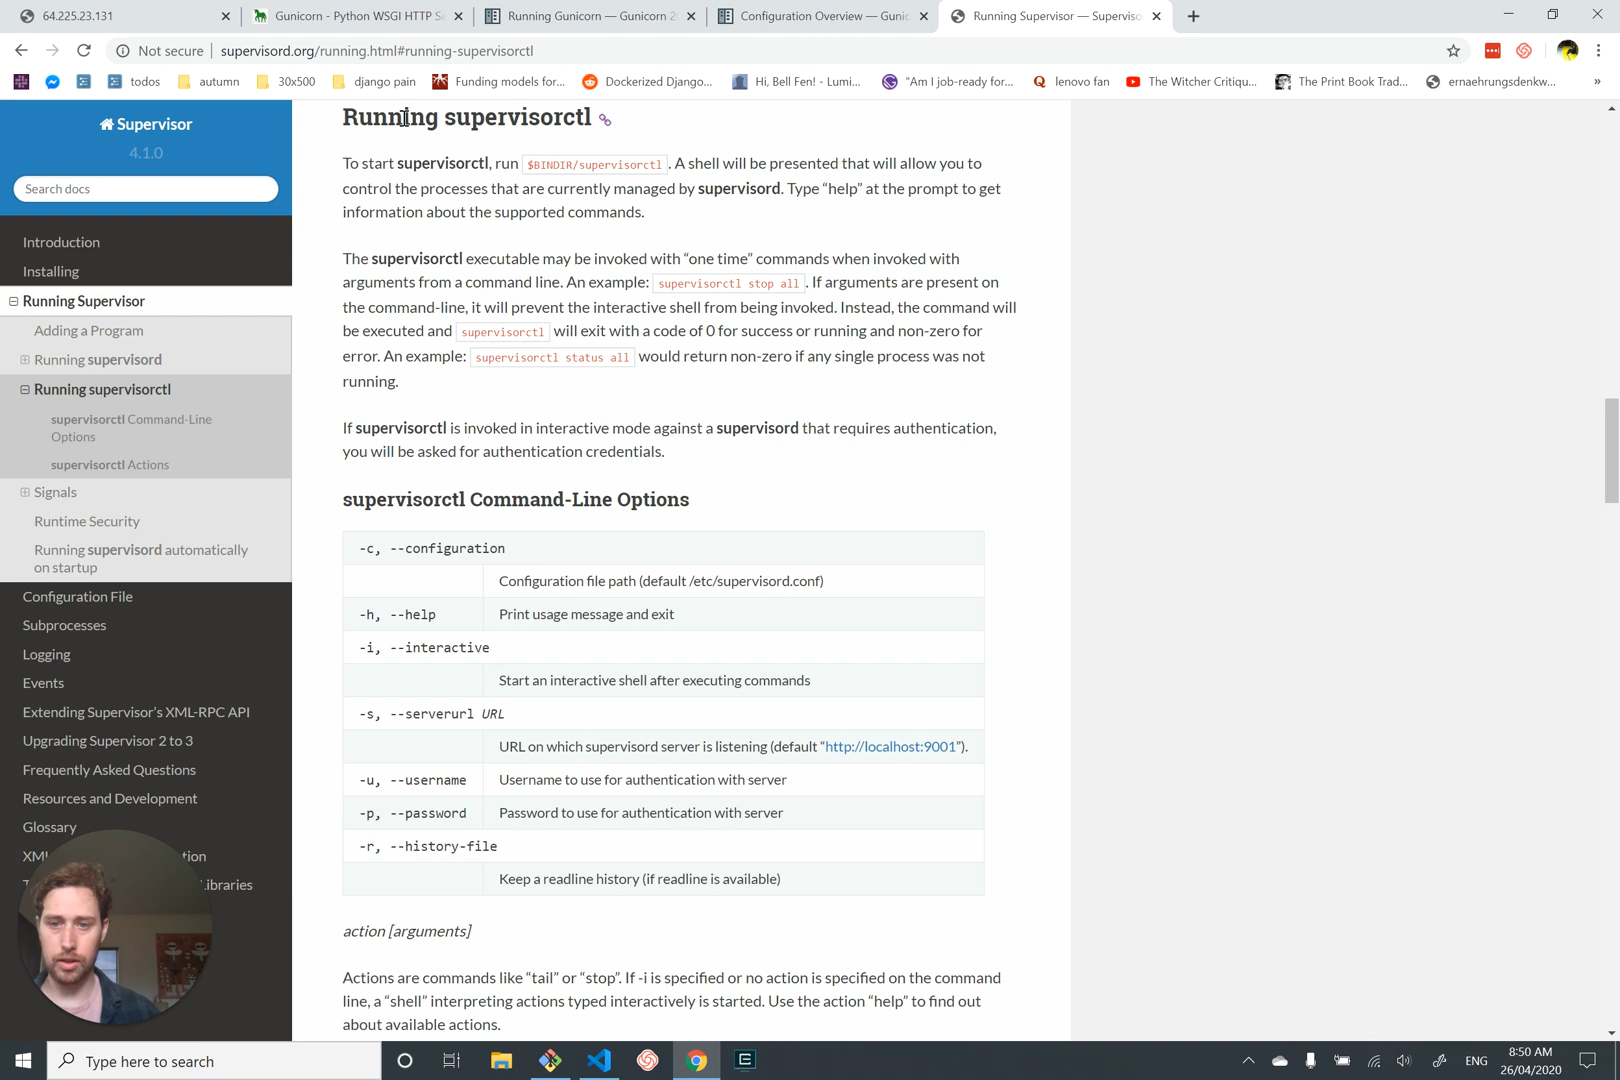 64.225.23.131
Gunicorn - Python WSGI HTTP Se
Running Gunicorn — Gunicorn 2
Configuration Overview — Gunic
Running Supervisor — Superviso
Not secure
supervisord.org/running.html#running-supervisorctl
todos
autumn
30x500
django pain
Funding models for...
Dockerized Django...
Hi, Bell Fen! - Lumi...
"Am I job-ready for...
lenovo fan
The Witcher Critiqu...
The Print Book Trad...
ernaehrungsdenkw...
»
Supervisor
4.1.0
Search docs
Introduction
Installing
Running Supervisor
Adding a Program
Running supervisord
Running supervisorctl
supervisorctl Command-Line
Options
supervisorctl Actions
Signals
Runtime Security
Running supervisord automatically
on startup
Configuration File
Subprocesses
Logging
Events
Extending Supervisor's XML-RPC API
Upgrading Supervisor 2 to 3
Frequently Asked Questions
Resources and Development
Glossary
Running supervisorctl
To start supervisorctl, run $BINDIR/supervisorctl. A shell will be presented that will allow you to
control the processes that are currently managed by supervisord. Type “help” at the prompt to get
information about the supported commands.
The supervisorctl executable may be invoked with “one time” commands when invoked with
arguments from a command line. An example: supervisorctl stop all. If arguments are present on
the command-line, it will prevent the interactive shell from being invoked. Instead, the command will
be executed and supervisorctl will exit with a code of 0 for success or running and non-zero for
error. An example: supervisorctl status all would return non-zero if any single process was not
running.
If supervisorctl is invoked in interactive mode against a supervisord that requires authentication,
you will be asked for authentication credentials.
supervisorctl Command-Line Options
-c, --configuration
Configuration file path (default /etc/supervisord.conf)
-h, --help Print usage message and exit
-i, --interactive
Start an interactive shell after executing commands
-s, --serverurl URL
URL on which supervisord server is listening (default “http://localhost:9001”).
-u, --username Username to use for authentication with server
-p, --password Password to use for authentication with server
-r, --history-file
Keep a readline history (if readline is available)
action [arguments]
Actions are commands like “tail” or “stop”. If -i is specified or no action is specified on the command
line, a “shell” interpreting actions typed interactively is started. Use the action “help” to find out
about available actions.
Type here to search
ENG
8:50 AM
26/04/2020